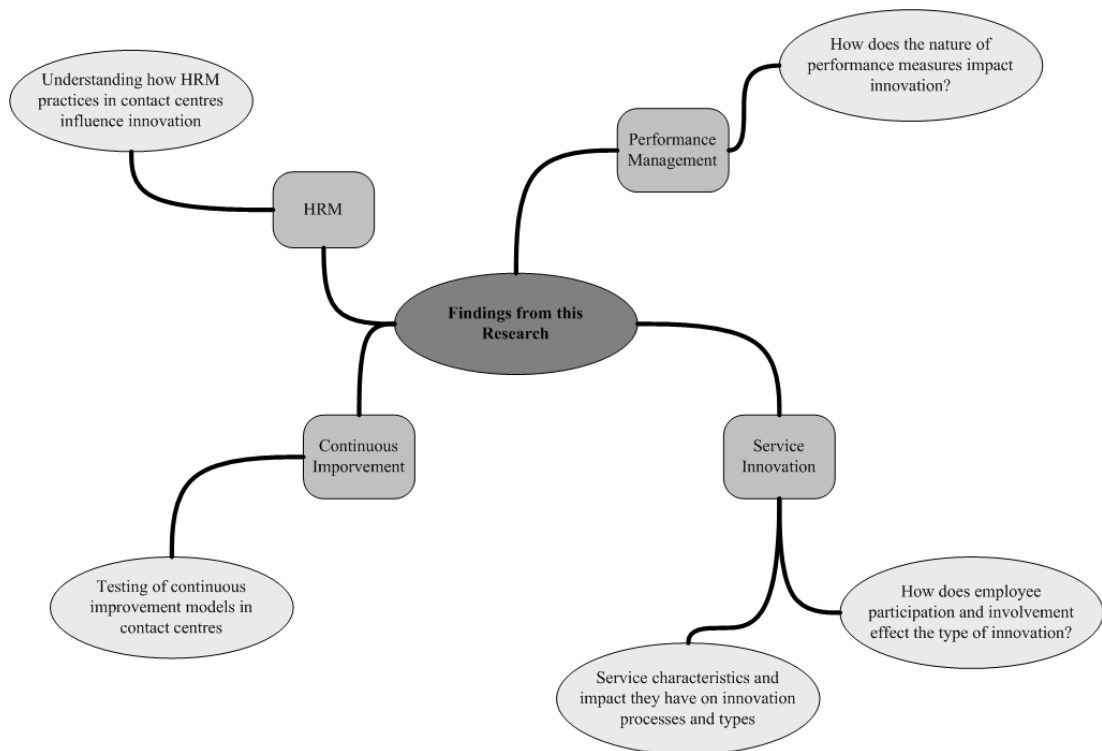 How does the nature of
performance measures impact
innovation?
Understanding how HRM
practices in contact centres
influence innovation
Performance
Management
HRM
Findings from this
Research
Continuous
Imporvement
Service
Innovation
Testing of continuous
improvement models in
contact centres
How does employee
participation and involvement
effect the type of innovation?
Service characteristics and
impact they have on innovation
processes and types